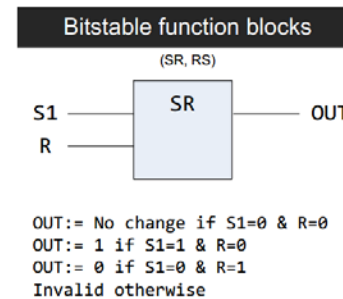 Bitstable function blocks
(SR, RS)
S1
SR
OUT
R
OUT:= No change if S1=0 & R=0
OUT:= 1 if S1=1 & R=0
OUT:= 0 if S1=0 & R=1
Invalid otherwise